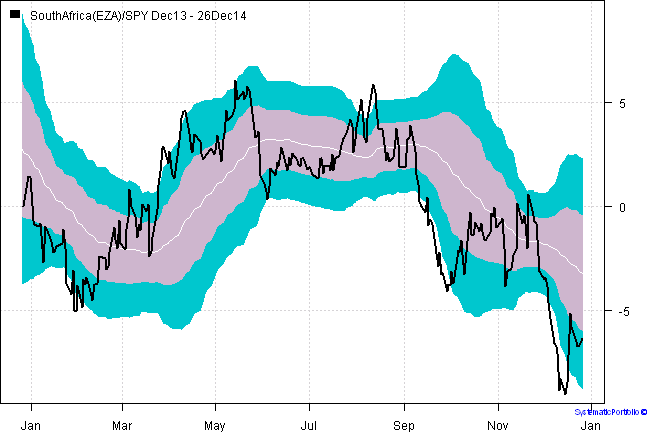 SouthAfrica(EZA)/SPY Dec13 - 26Dec14
5
0
-5
Jan Mar May Jul Sep Nov Jan
SystematicPortfolio ©